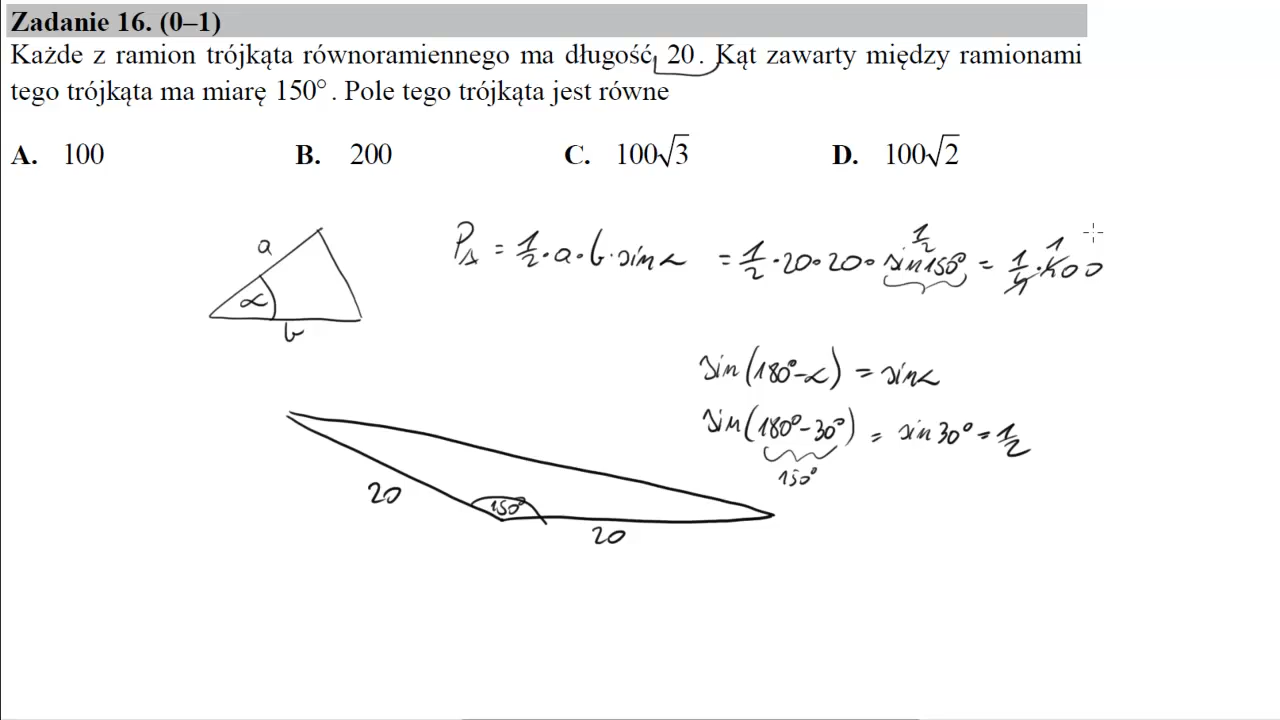 Zadanie 16. (0–1)
Każde z ramion trójkąta równoramiennego ma długość 20. Kąt zawarty między ramionami
tego trójkąta ma miarę 150°. Pole tego trójkąta jest równe
A. 100 B. 200 C. 100√3 D. 100√2
a
α
b
P△ = 1/2 · a · b · sin α = 1/2 · 20 · 20 · sin 150° = 1/4 · 400
1/2
1
sin(180° – α) = sin α
sin(180° – 30°) = sin 30° = 1/2
150°
20
150°
20